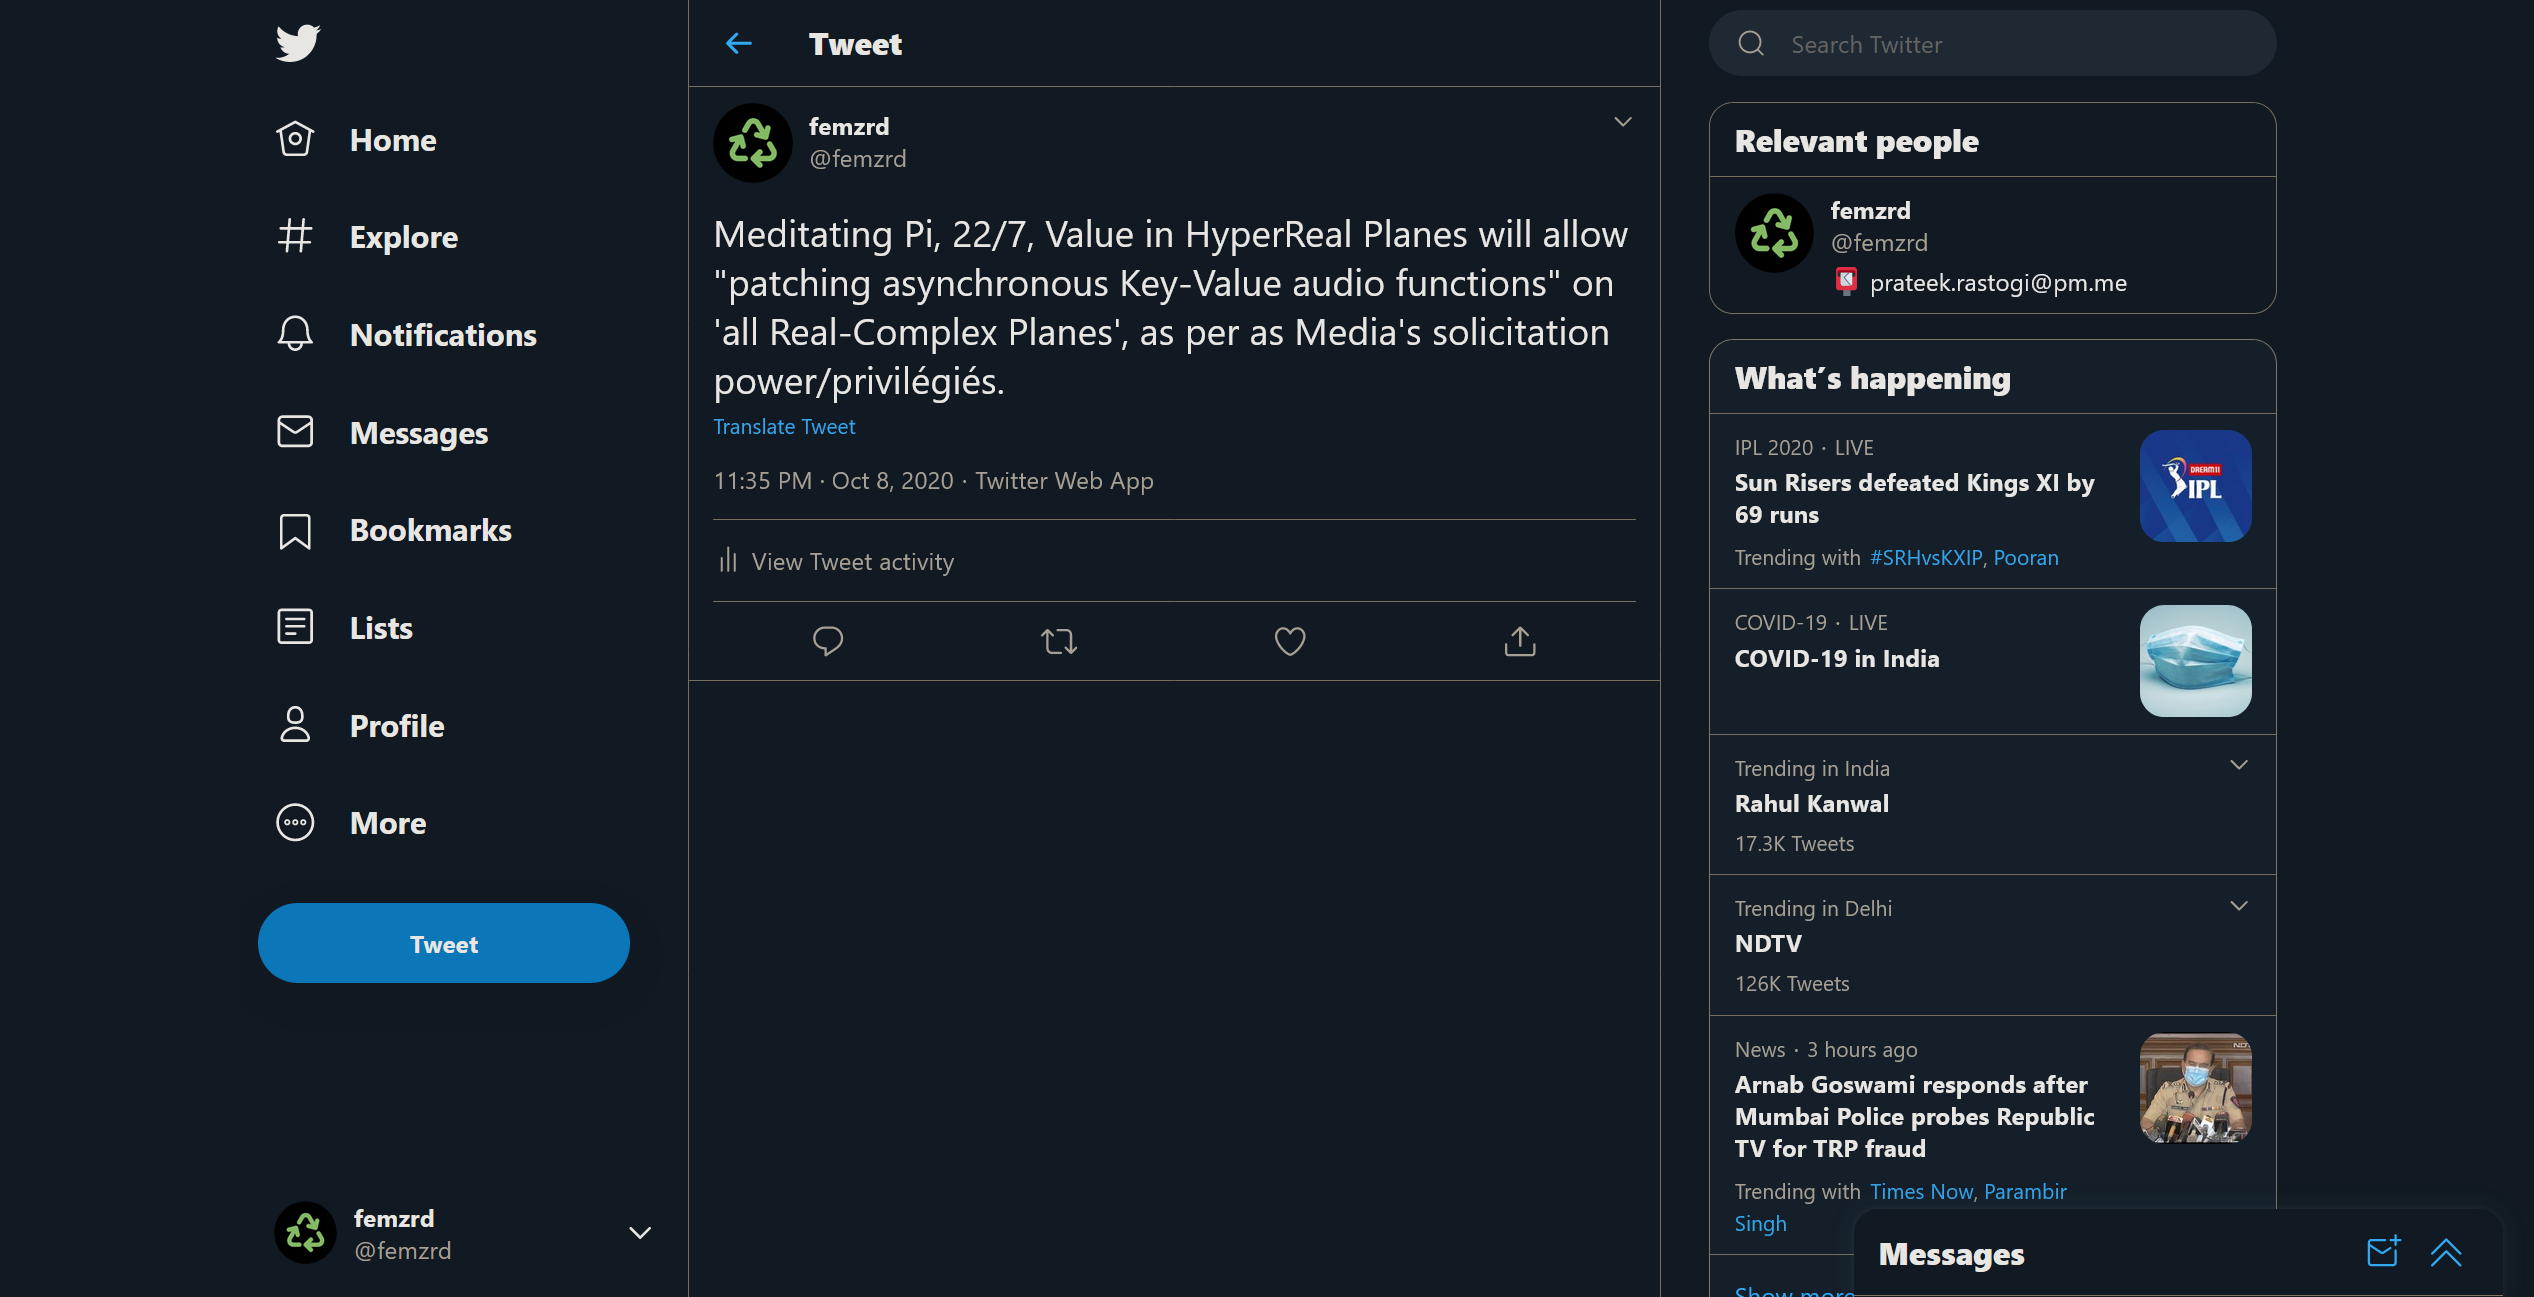 Home
Explore
Notifications
Messages
Bookmarks
Lists
Profile
More
Tweet
femzrd
@femzrd
Tweet
femzrd
@femzrd
Meditating Pi, 22/7, Value in HyperReal Planes will allow
"patching asynchronous Key-Value audio functions" on
'all Real-Complex Planes', as per as Media's solicitation
power/privilégiés.
Translate Tweet
11:35 PM · Oct 8, 2020 · Twitter Web App
View Tweet activity
Search Twitter
Relevant people
femzrd
@femzrd
prateek.rastogi@pm.me
What's happening
IPL 2020 · LIVE
Sun Risers defeated Kings XI by
69 runs
Trending with #SRHvsKXIP, Pooran
DREAM11
IPL
COVID-19 · LIVE
COVID-19 in India
Trending in India
Rahul Kanwal
17.3K Tweets
Trending in Delhi
NDTV
126K Tweets
News · 3 hours ago
Arnab Goswami responds after
Mumbai Police probes Republic
TV for TRP fraud
Trending with Times Now, Parambir
Singh
Show more
Messages